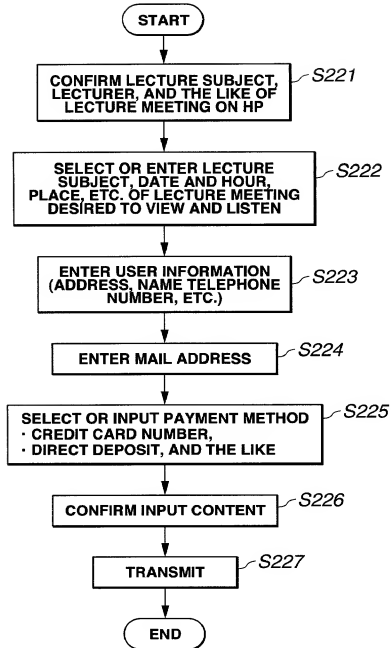 START
CONFIRM LECTURE SUBJECT,
LECTURER, AND THE LIKE OF
LECTURE MEETING ON HP
S221
SELECT OR ENTER LECTURE
SUBJECT, DATE AND HOUR,
PLACE, ETC. OF LECTURE MEETING
DESIRED TO VIEW AND LISTEN
S222
ENTER USER INFORMATION
(ADDRESS, NAME TELEPHONE
NUMBER, ETC.)
S223
ENTER MAIL ADDRESS
S224
SELECT OR INPUT PAYMENT METHOD
· CREDIT CARD NUMBER,
· DIRECT DEPOSIT, AND THE LIKE
S225
CONFIRM INPUT CONTENT
S226
TRANSMIT
S227
END